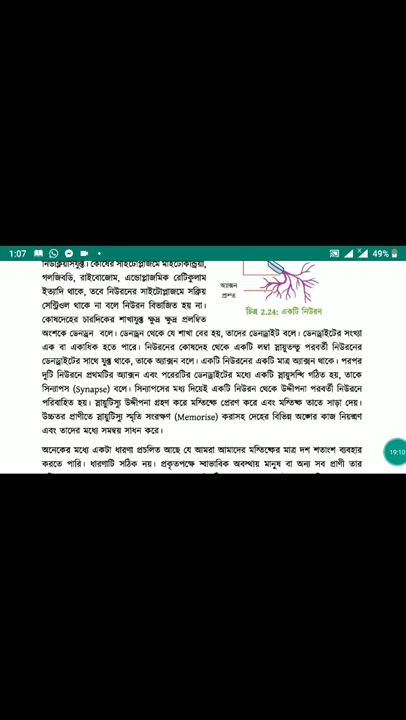 1:07
49%
নিউক্লিয়াসযুক্ত। কোষের সাইটোপ্লাজমে মাইটোকন্ড্রিয়া,
গলজিবডি, রাইবোজোম, এন্ডোপ্লাজমিক রেটিকুলাম
ইত্যাদি থাকে, তবে নিউরনের সাইটোপ্লাজমে সক্রিয়
সেন্ট্রিওল থাকে না বলে নিউরন বিভাজিত হয় না।
কোষদেহের চারদিকের শাখাযুক্ত ক্ষুদ্র ক্ষুদ্র প্রলম্বিত
অ্যাক্সন
প্রান্ত
চিত্র 2.24: একটি নিউরন
অংশকে ডেনড্রন বলে। ডেনড্রন থেকে যে শাখা বের হয়, তাদের ডেনড্রাইট বলে। ডেনড্রাইটের সংখ্যা
এক বা একাধিক হতে পারে। নিউরনের কোষদেহ থেকে একটি লম্বা স্নায়ুতন্তু পরবর্তী নিউরনের
ডেনড্রাইটের সাথে যুক্ত থাকে, তাকে অ্যাক্সন বলে। একটি নিউরনের একটি মাত্র অ্যাক্সন থাকে। পরপর
দুটি নিউরনে প্রথমটির অ্যাক্সন এবং পরেরটির ডেনড্রাইটের মধ্যে একটি স্নায়ুসন্ধি গঠিত হয়, তাকে
সিন্যাপস (Synapse) বলে। সিন্যাপসের মধ্য দিয়েই একটি নিউরন থেকে উদ্দীপনা পরবর্তী নিউরনে
পরিবাহিত হয়। স্নায়ুটিস্যু উদ্দীপনা গ্রহণ করে মস্তিষ্কে প্রেরণ করে এবং মস্তিষ্ক তাতে সাড়া দেয়।
উচ্চতর প্রাণীতে স্নায়ুটিস্যু স্মৃতি সংরক্ষণ (Memorise) করাসহ দেহের বিভিন্ন অঙ্গের কাজ নিয়ন্ত্রণ
এবং তাদের মধ্যে সমন্বয় সাধন করে।
19:10
অনেকের মধ্যে একটা ধারণা প্রচলিত আছে যে আমরা আমাদের মস্তিষ্কের মাত্র দশ শতাংশ ব্যবহার
করতে পারি। ধারণাটি সঠিক নয়। প্রকৃতপক্ষে স্বাভাবিক অবস্থায় মানুষ বা অন্য সব প্রাণী তার